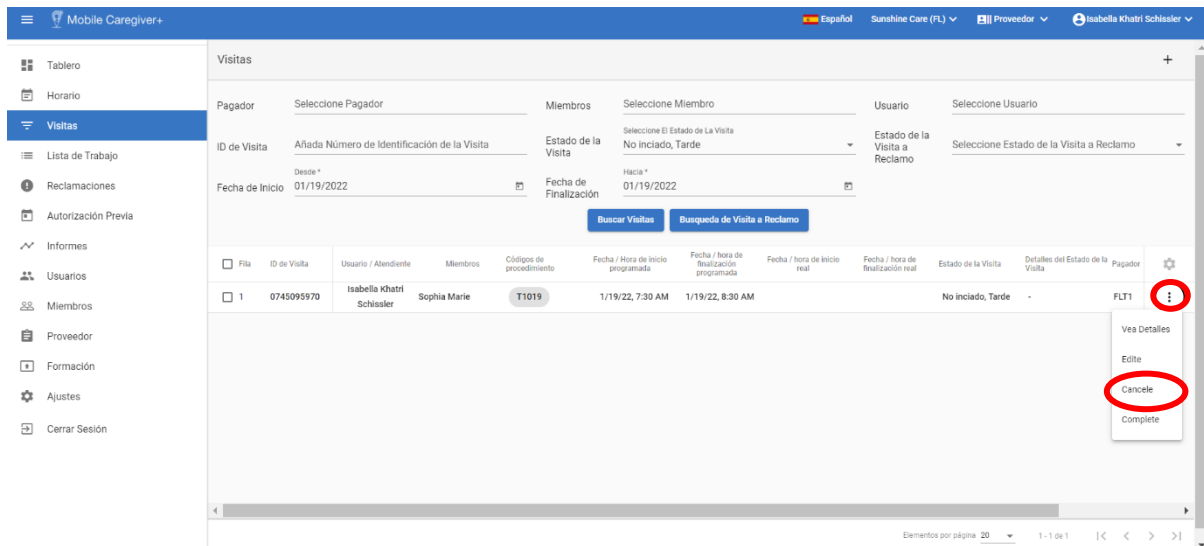 Mobile Caregiver+
Español
Sunshine Care (FL)
Proveedor
Isabella Khatri Schissler
Tablero
Horario
Visitas
Lista de Trabajo
Reclamaciones
Autorización Previa
Informes
Usuarios
Miembros
Proveedor
Formación
Ajustes
Cerrar Sesión
Visitas
+
Pagador
Seleccione Pagador
Miembros
Seleccione Miembro
Usuario
Seleccione Usuario
ID de Visita
Añada Número de Identificación de la Visita
Estado de la
Visita
Seleccione El Estado de La Visita
No inciado, Tarde
Estado de la
Visita a
Reclamo
Seleccione Estado de la Visita a Reclamo
Fecha de Inicio
Desde *
01/19/2022
Fecha de
Finalización
Hacia *
01/19/2022
Buscar Visitas
Busqueda de Visita a Reclamo
Fila
ID de Visita
Usuario / Atendiente
Miembros
Códigos de
procedimiento
Fecha / Hora de inicio
programada
Fecha / hora de
finalización
programada
Fecha / hora de inicio
real
Fecha / hora de
finalización real
Estado de la Visita
Detalles del Estado de la
Visita
Pagador
1
0745095970
Isabella Khatri
Schissler
Sophia Marie
T1019
1/19/22, 7:30 AM
1/19/22, 8:30 AM
No inciado, Tarde
-
FLT1
Vea Detalles
Edite
Cancele
Complete
Elementos por página 20
1 - 1 de 1